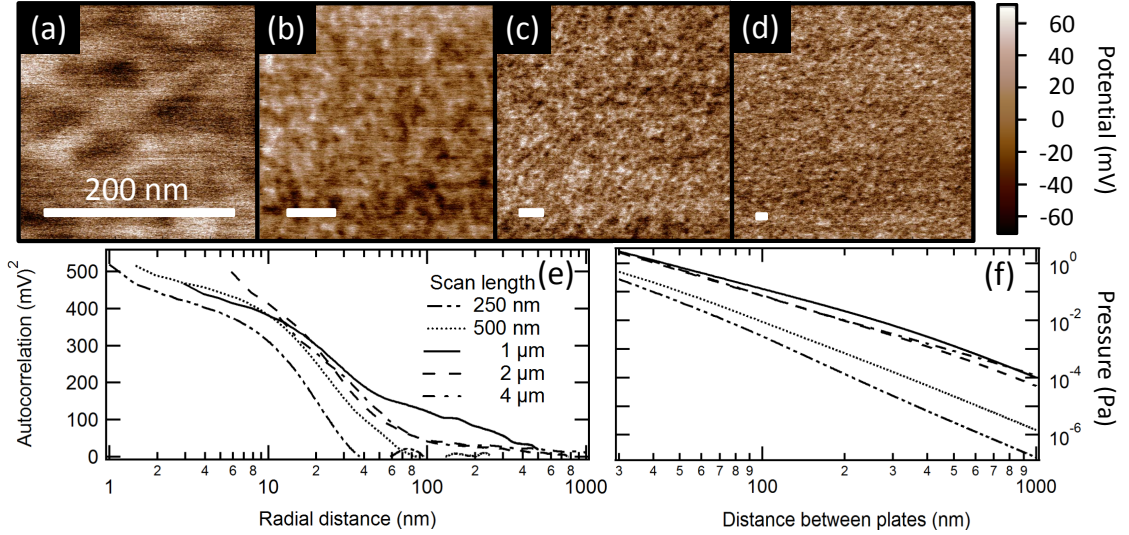 (a)
(b)
(c)
(d)
200 nm
60
40
20
0
-20
-40
-60
Potential (mV)
(e)
Autocorrelation (mV)²
500
400
300
200
100
0
Scan length
250 nm
500 nm
1 µm
2 µm
4 µm
2 4 6 8 2 4 6 8 2 4 6 8
1 10 100 1000
Radial distance (nm)
(f)
10⁰
10⁻²
10⁻⁴
10⁻⁶
Pressure (Pa)
3 4 5 6 7 8 9 2 3 4 5 6 7 8 9
100 1000
Distance between plates (nm)